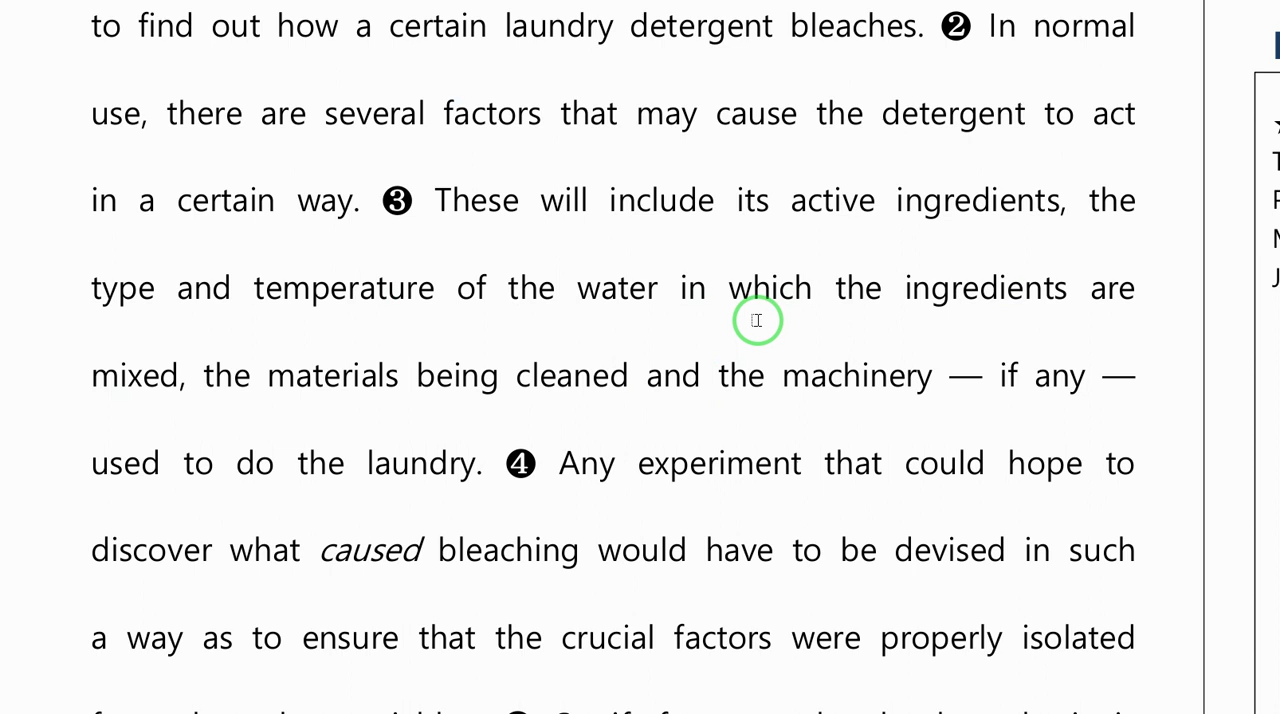 to find out how a certain laundry detergent bleaches. ❷ In normal
use, there are several factors that may cause the detergent to act
in a certain way. ❸ These will include its active ingredients, the
type and temperature of the water in which the ingredients are
mixed, the materials being cleaned and the machinery — if any —
used to do the laundry. ❹ Any experiment that could hope to
discover what caused bleaching would have to be devised in such
a way as to ensure that the crucial factors were properly isolated